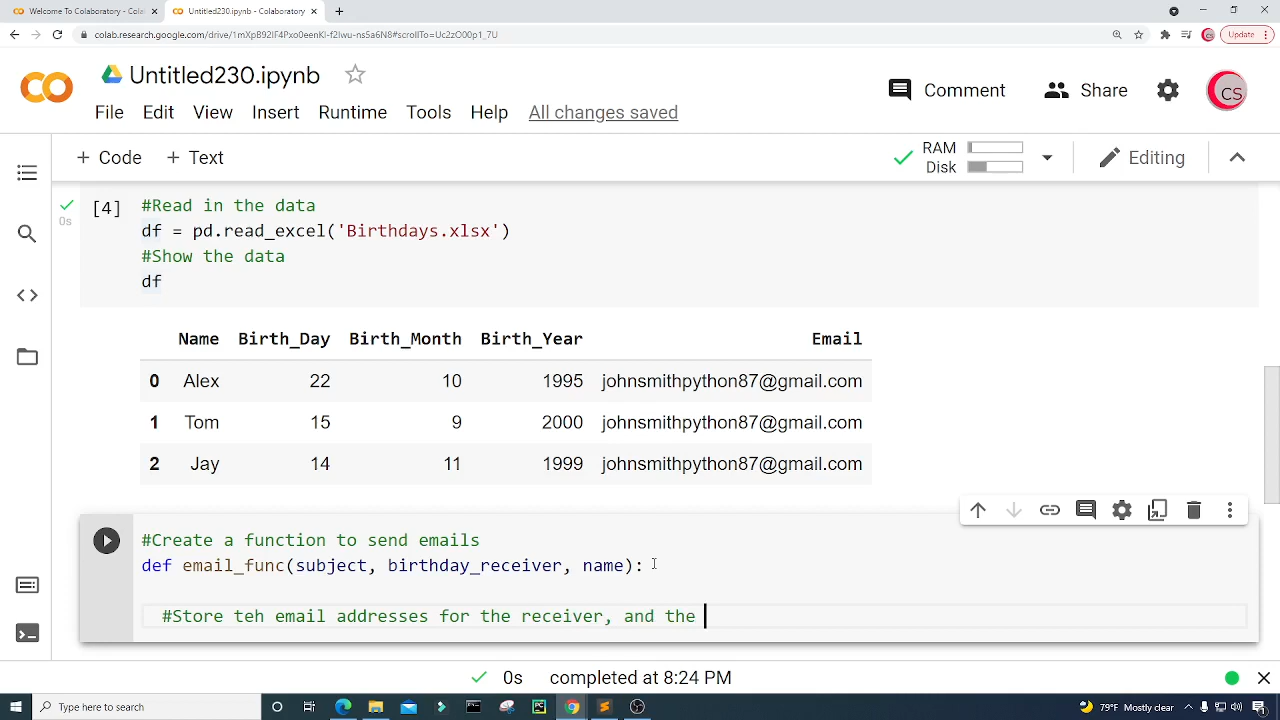 Welcome To Colaboratory - Colab
Untitled230.ipynb - Colaboratory
colab.research.google.com/drive/1mXpB92lF4Pxo0eenKI-f2Iwu-ns5a6N8#scrollTo=Uc2zO00p1_7U
Update
Untitled230.ipynb
File Edit View Insert Runtime Tools Help All changes saved
Comment Share CS
+ Code + Text
RAM
Disk
Editing
[4] #Read in the data
0s
df = pd.read_excel('Birthdays.xlsx')
#Show the data
df
Name Birth_Day Birth_Month Birth_Year Email
0 Alex 22 10 1995 johnsmithpython87@gmail.com
1 Tom 15 9 2000 johnsmithpython87@gmail.com
2 Jay 14 11 1999 johnsmithpython87@gmail.com
#Create a function to send emails
def email_func(subject, birthday_receiver, name):
#Store teh email addresses for the receiver, and the
0s completed at 8:24 PM
Type here to search
79°F Mostly clear